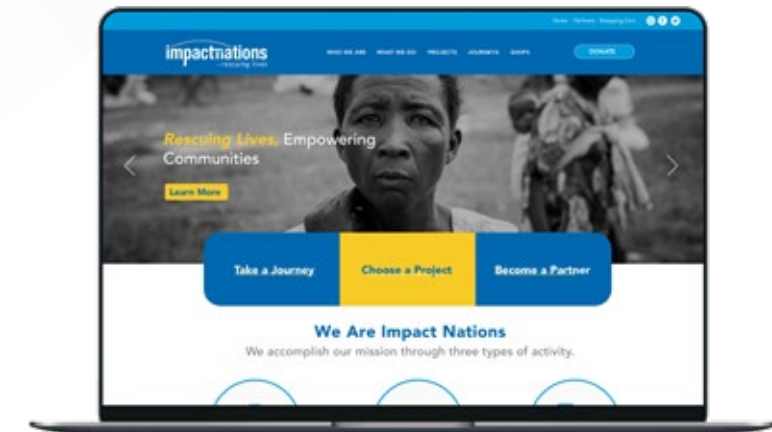 Home Partners Shopping Cart
impactnations
- rescuing lives
WHO WE ARE WHAT WE DO PROJECTS JOURNEYS SHOPS
DONATE
Rescuing Lives, Empowering
Communities
Learn More
Take a Journey
Choose a Project
Become a Partner
We Are Impact Nations
We accomplish our mission through three types of activity.